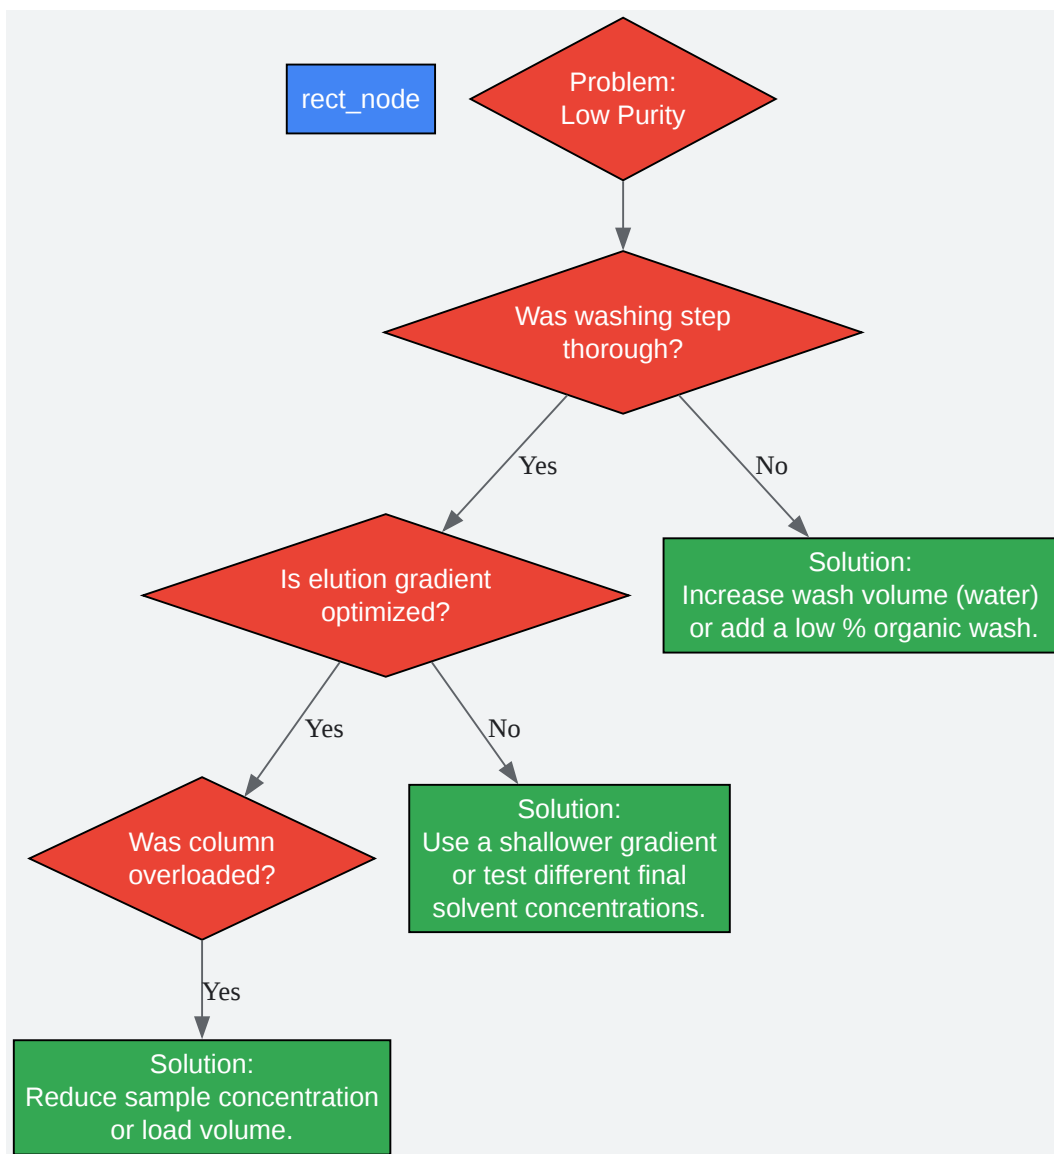 rect_node
Problem:
Low Purity
Was washing step
thorough?
Yes
No
Is elution gradient
optimized?
Solution:
Increase wash volume (water)
or add a low % organic wash.
Yes
No
Was column
overloaded?
Solution:
Use a shallower gradient
or test different final
solvent concentrations.
Yes
Solution:
Reduce sample concentration
or load volume.